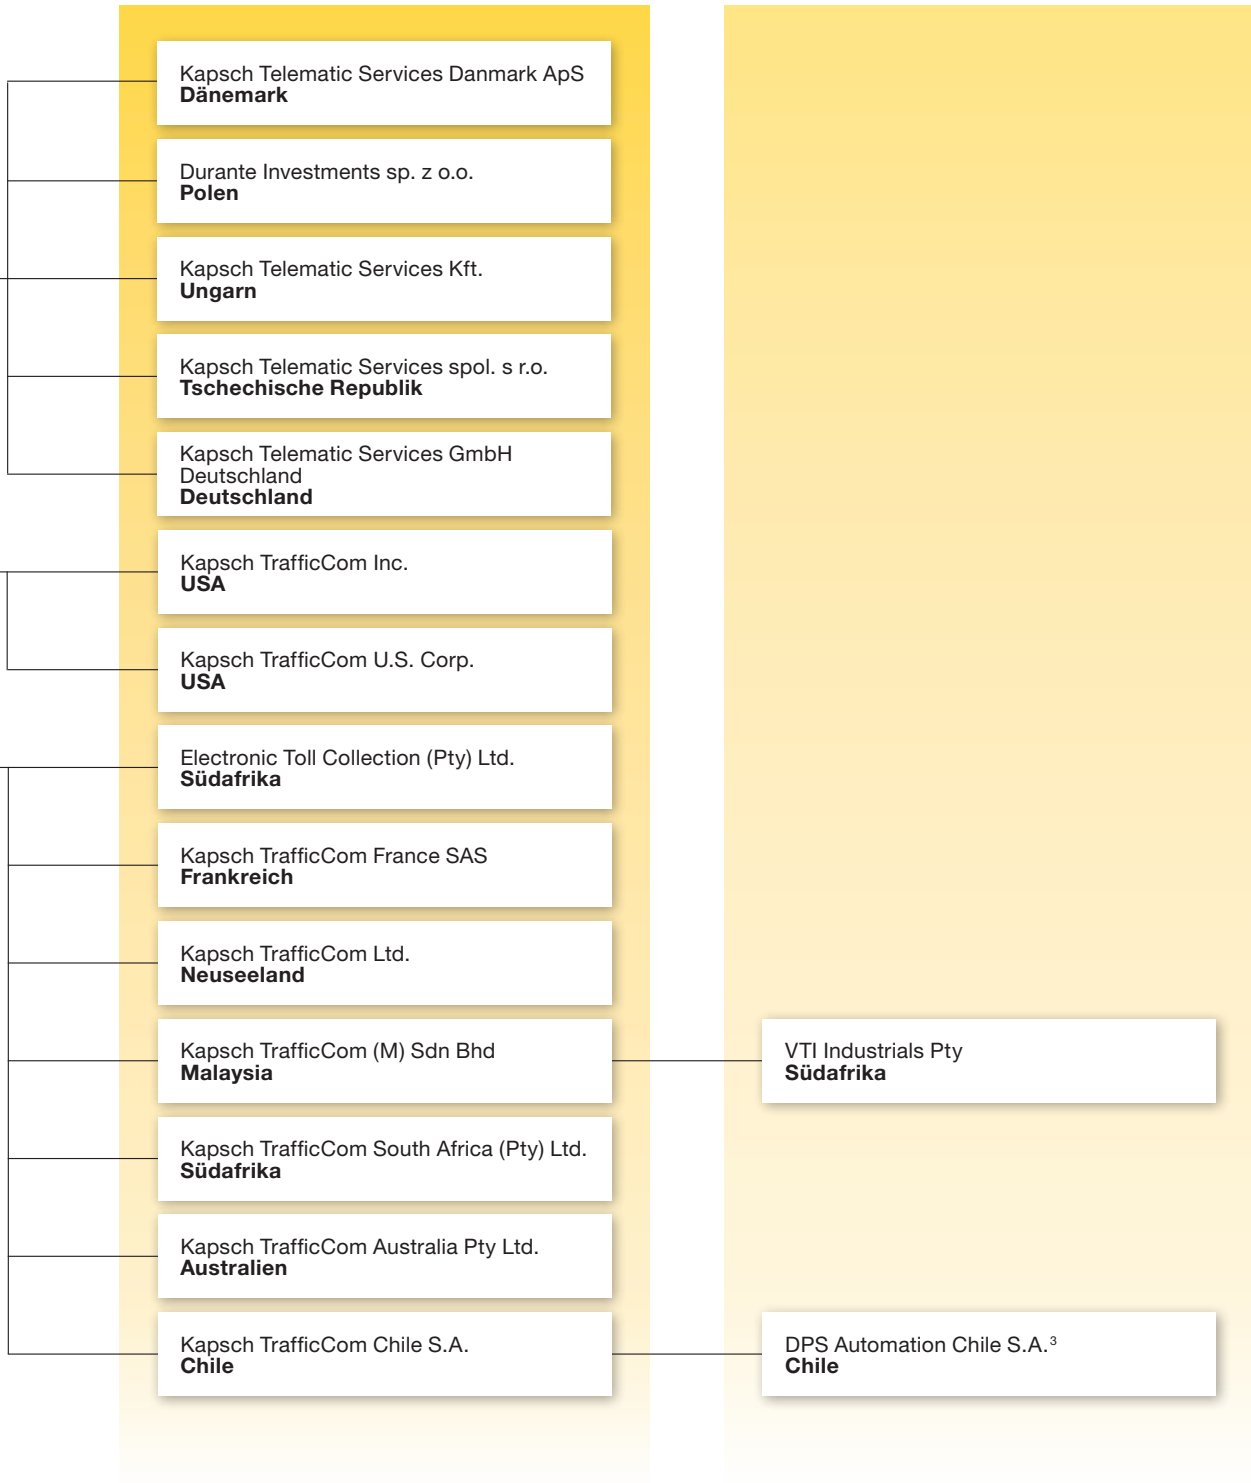 Kapsch Telematic Services Danmark ApS
Dänemark
Durante Investments sp. z o.o.
Polen
Kapsch Telematic Services Kft.
Ungarn
Kapsch Telematic Services spol. s r.o.
Tschechische Republik
Kapsch Telematic Services GmbH
Deutschland
Deutschland
Kapsch TrafficCom Inc.
USA
Kapsch TrafficCom U.S. Corp.
USA
Electronic Toll Collection (Pty) Ltd.
Südafrika
Kapsch TrafficCom France SAS
Frankreich
Kapsch TrafficCom Ltd.
Neuseeland
Kapsch TrafficCom (M) Sdn Bhd
Malaysia
VTI Industrials Pty
Südafrika
Kapsch TrafficCom South Africa (Pty) Ltd.
Südafrika
Kapsch TrafficCom Australia Pty Ltd.
Australien
Kapsch TrafficCom Chile S.A.
Chile
DPS Automation Chile S.A.³
Chile